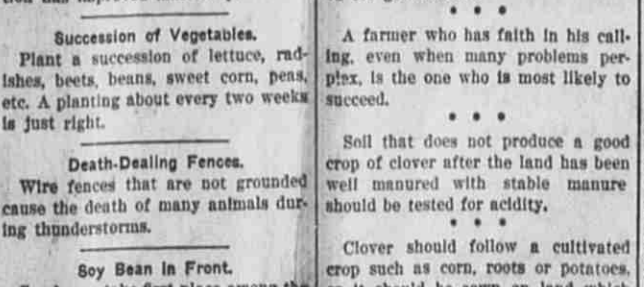 Succession of Vegetables.
Plant a succession of lettuce, rad-
ishes, beets, beans, sweet corn, peas,
etc. A planting about every two weeks
is just right.
Death-Dealing Fences.
Wire fences that are not grounded
cause the death of many animals dur-
ing thunderstorms.
Soy Bean in Front.
* * *
A farmer who has faith in his call-
ing, even when many problems per-
plex, is the one who is most likely to
succeed.
* * *
Soil that does not produce a good
crop of clover after the land has been
well manured with stable manure
should be tested for acidity.
* * *
Clover should follow a cultivated
crop such as corn, roots or potatoes,